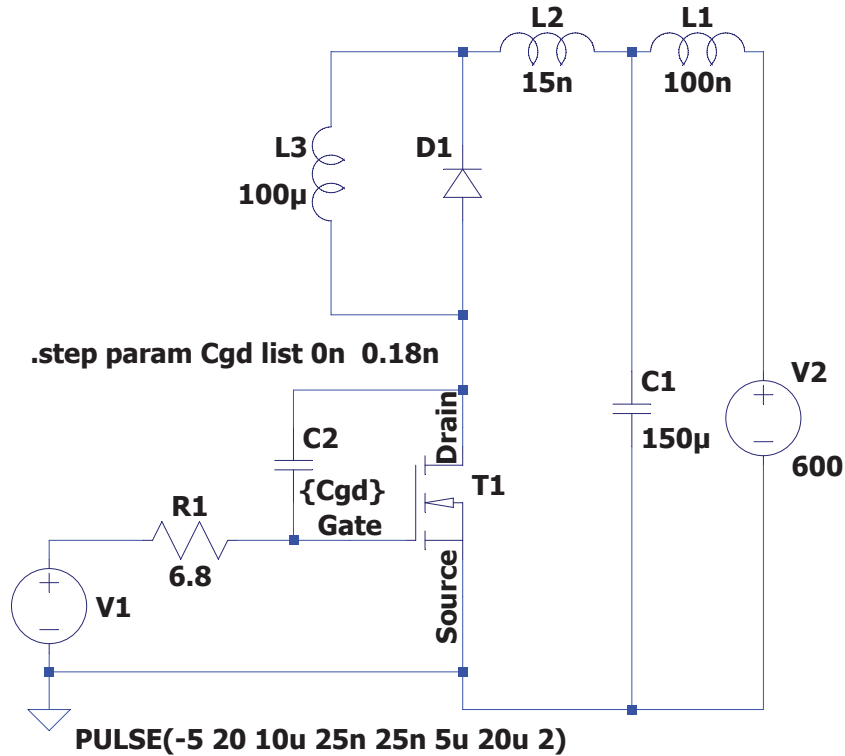 L2
15n
L1
100n
L3
100µ
D1
.step param Cgd list 0n 0.18n
C2
{Cgd}
Gate
Drain
Source
T1
R1
6.8
V1
C1
150µ
V2
600
PULSE(-5 20 10u 25n 25n 5u 20u 2)